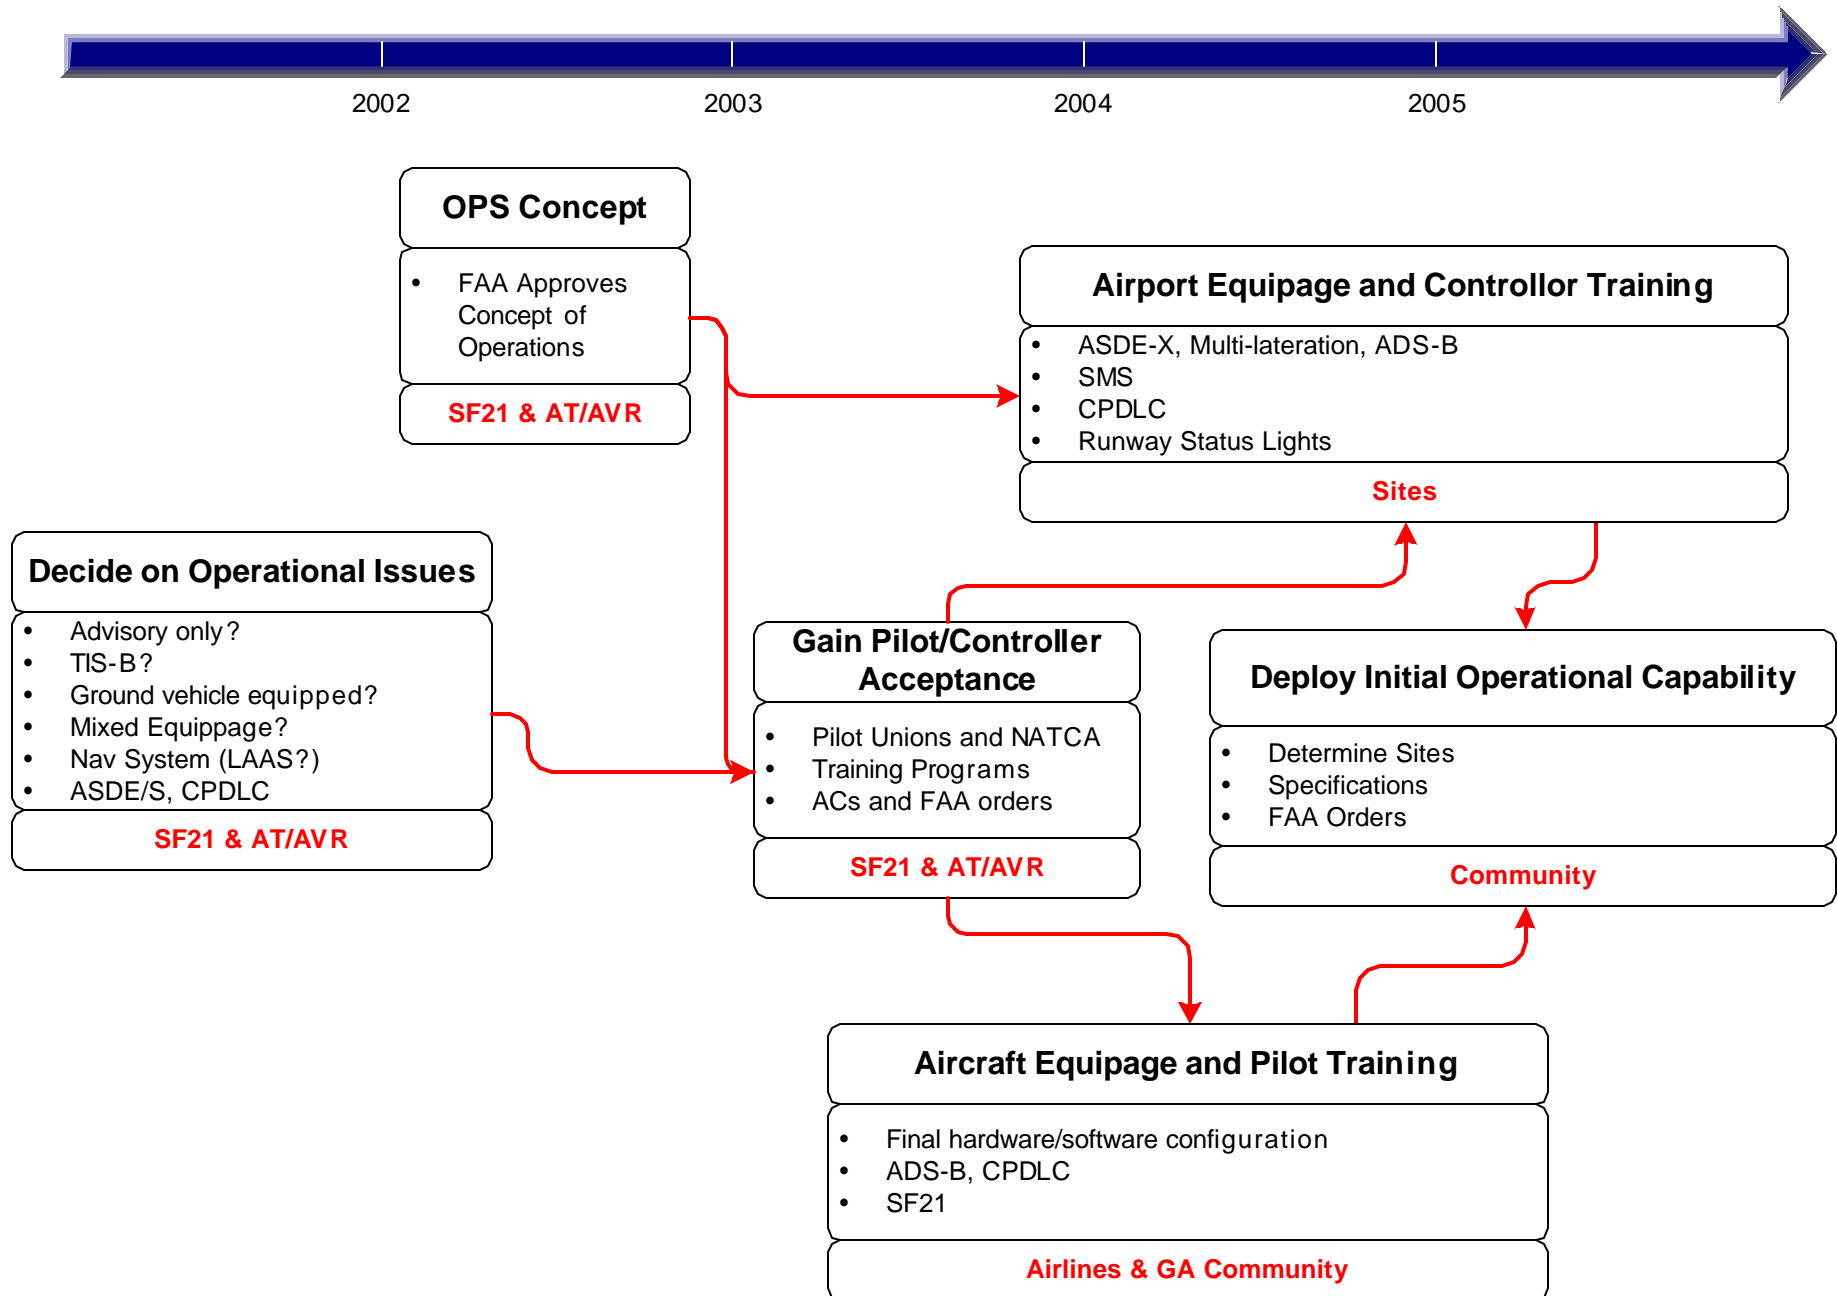 2002
2003
2004
2005
OPS Concept
• FAA Approves
Concept of
Operations
SF21 & AT/AVR
Airport Equipage and Controllor Training
• ASDE-X, Multi-lateration, ADS-B
• SMS
• CPDLC
• Runway Status Lights
Sites
Decide on Operational Issues
• Advisory only?
• TIS-B?
• Ground vehicle equipped?
• Mixed Equippage?
• Nav System (LAAS?)
• ASDE/S, CPDLC
SF21 & AT/AVR
Gain Pilot/Controller
Acceptance
• Pilot Unions and NATCA
• Training Programs
• ACs and FAA orders
SF21 & AT/AVR
Deploy Initial Operational Capability
• Determine Sites
• Specifications
• FAA Orders
Community
Aircraft Equipage and Pilot Training
• Final hardware/software configuration
• ADS-B, CPDLC
• SF21
Airlines & GA Community